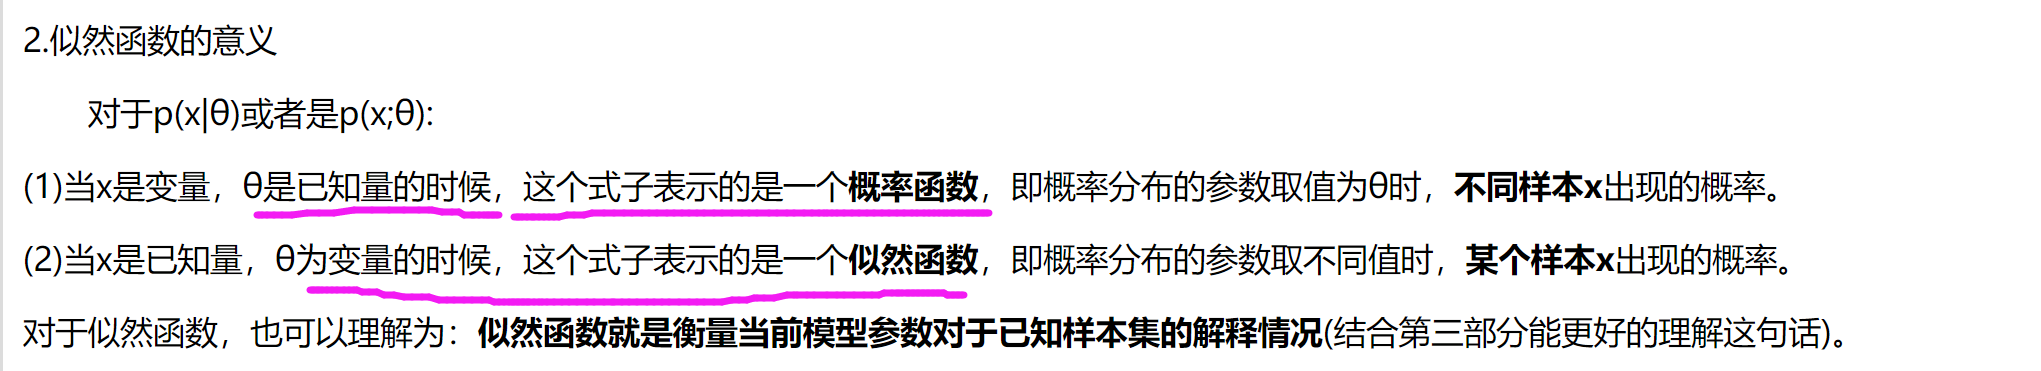 2.似然函数的意义
对于p(x|θ)或者是p(x;θ):
(1)当x是变量，θ是已知量的时候，这个式子表示的是一个概率函数，即概率分布的参数取值为θ时，不同样本x出现的概率。
(2)当x是已知量，θ为变量的时候，这个式子表示的是一个似然函数，即概率分布的参数取不同值时，某个样本x出现的概率。
对于似然函数，也可以理解为：似然函数就是衡量当前模型参数对于已知样本集的解释情况(结合第三部分能更好的理解这句话)。